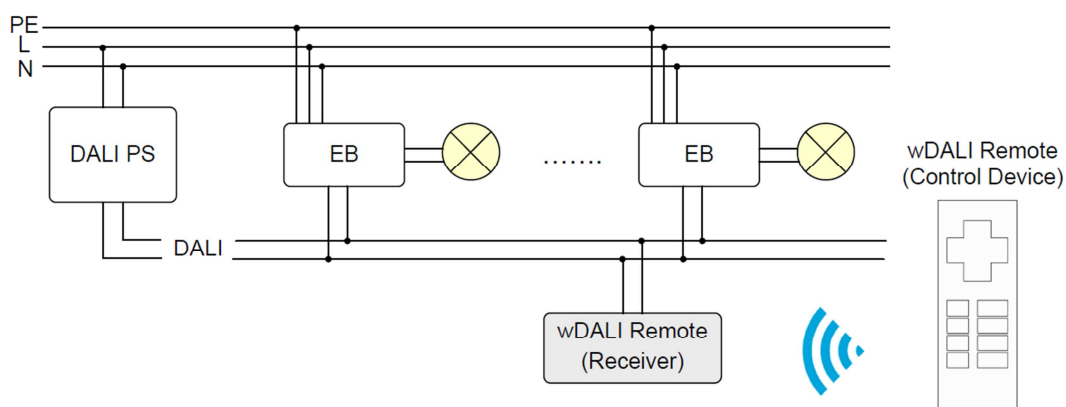 PE
L
N
DALI PS
EB
.......
EB
wDALI Remote
(Control Device)
DALI
wDALI Remote
(Receiver)